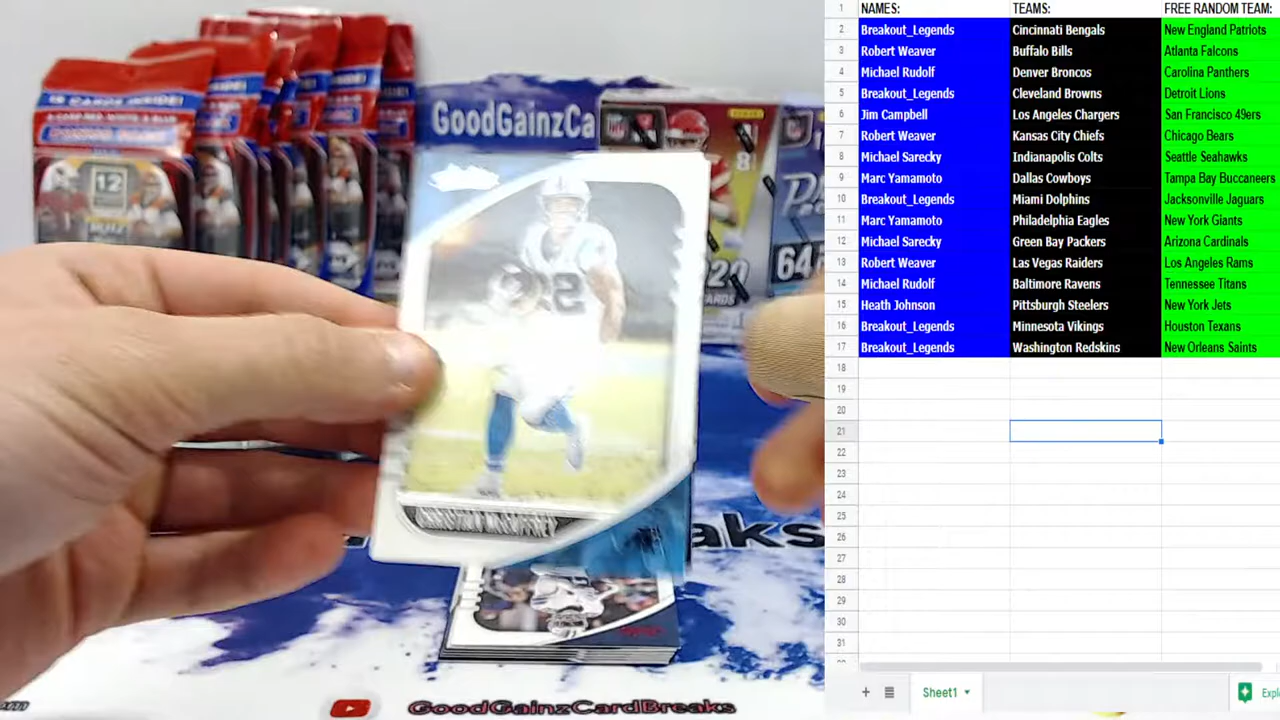 GoodGainzCa
12
CHRISTIAN McCAFFREY
8
64
aks
GoodGainzCardBreaks
1 NAMES: TEAMS: FREE RANDOM TEAM:
2 Breakout_Legends Cincinnati Bengals New England Patriots
3 Robert Weaver Buffalo Bills Atlanta Falcons
4 Michael Rudolf Denver Broncos Carolina Panthers
5 Breakout_Legends Cleveland Browns Detroit Lions
6 Jim Campbell Los Angeles Chargers San Francisco 49ers
7 Robert Weaver Kansas City Chiefs Chicago Bears
8 Michael Sarecky Indianapolis Colts Seattle Seahawks
9 Marc Yamamoto Dallas Cowboys Tampa Bay Buccaneers
10 Breakout_Legends Miami Dolphins Jacksonville Jaguars
11 Marc Yamamoto Philadelphia Eagles New York Giants
12 Michael Sarecky Green Bay Packers Arizona Cardinals
13 Robert Weaver Las Vegas Raiders Los Angeles Rams
14 Michael Rudolf Baltimore Ravens Tennessee Titans
15 Heath Johnson Pittsburgh Steelers New York Jets
16 Breakout_Legends Minnesota Vikings Houston Texans
17 Breakout_Legends Washington Redskins New Orleans Saints
18
19
20
21
22
23
24
25
26
27
28
29
30
31
Sheet1
Explo